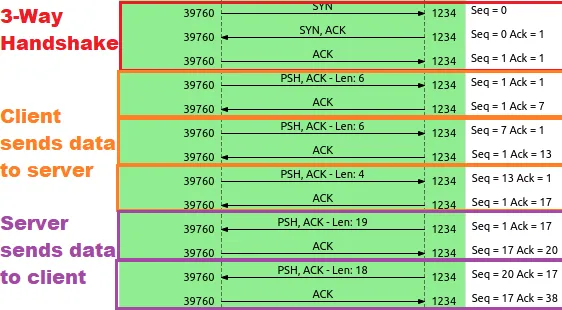 3-Way
Handshake
39760 SYN 1234 Seq = 0
39760 SYN, ACK 1234 Seq = 0 Ack = 1
39760 ACK 1234 Seq = 1 Ack = 1
Client
sends data
to server
39760 PSH, ACK - Len: 6 1234 Seq = 1 Ack = 1
39760 ACK 1234 Seq = 1 Ack = 7
39760 PSH, ACK - Len: 6 1234 Seq = 7 Ack = 1
39760 ACK 1234 Seq = 1 Ack = 13
39760 PSH, ACK - Len: 4 1234 Seq = 13 Ack = 1
39760 ACK 1234 Seq = 1 Ack = 17
Server
sends data
to client
39760 PSH, ACK - Len: 19 1234 Seq = 1 Ack = 17
39760 ACK 1234 Seq = 17 Ack = 20
39760 PSH, ACK - Len: 18 1234 Seq = 20 Ack = 17
39760 ACK 1234 Seq = 17 Ack = 38